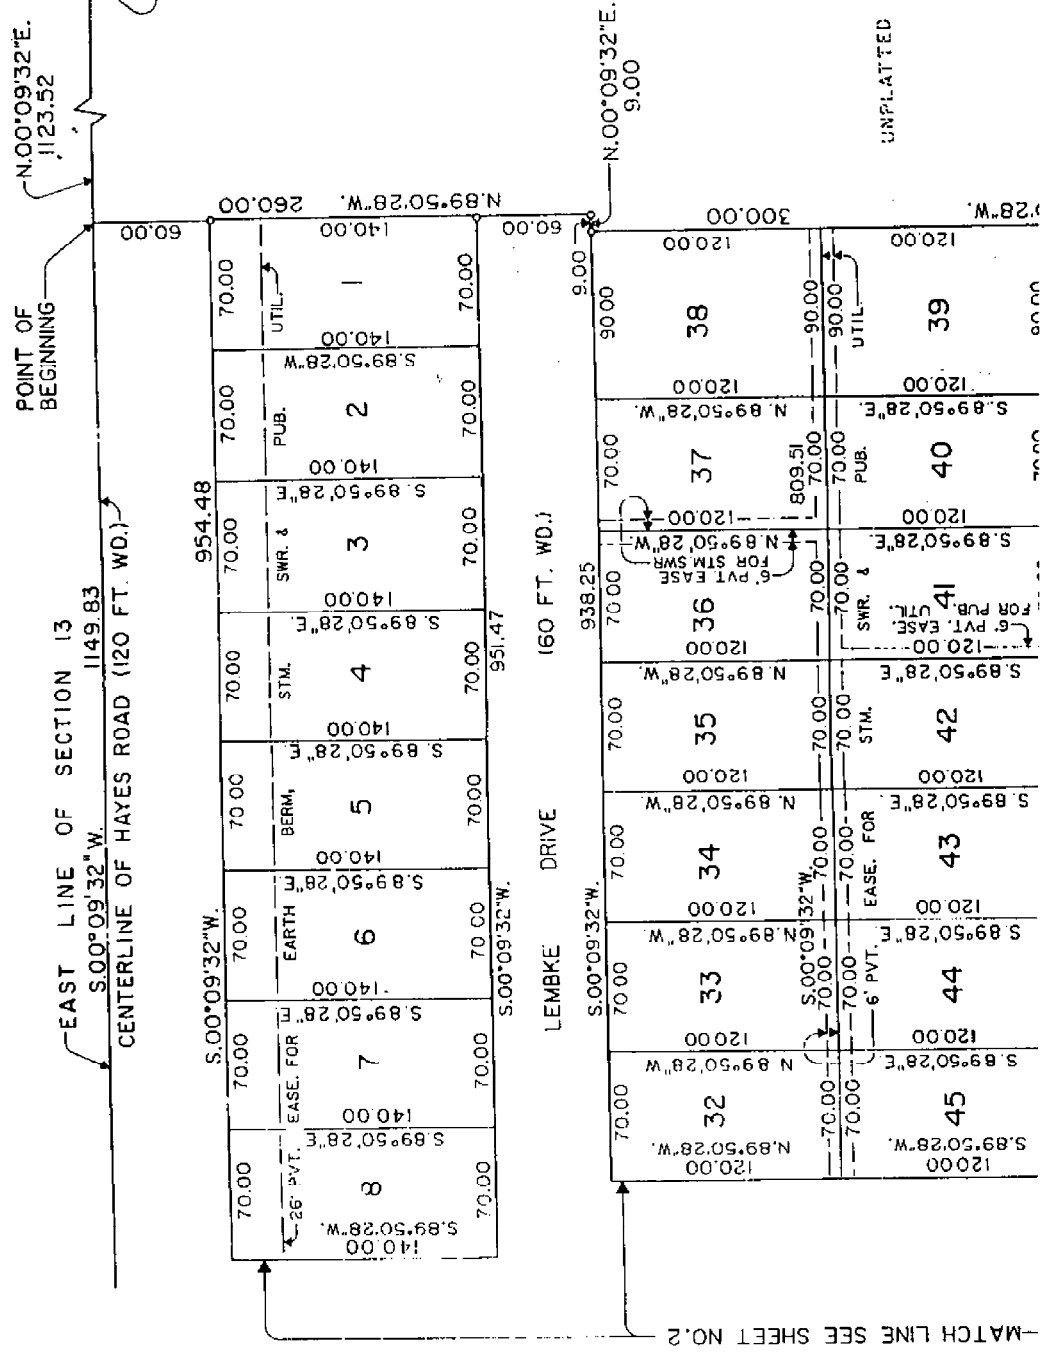 N.00°09'32"E.
1123.52
POINT OF
BEGINNING
EAST LINE OF SECTION 13
S.00°09'32"W. 1149.83
CENTERLINE OF HAYES ROAD (120 FT. WD.)
60.00
260.00
N.89°50'28"W.
140.00
60.00
N.00°09'32"E.
9.00
9.00
S.00°09'32"W. 954.48
70.00 70.00 70.00 70.00 70.00 70.00 70.00 70.00
26' PVT. EASE. FOR EARTH BERM, STM. SWR. & PUB. UTIL.
8 7 6 5 4 3 2 1
140.00
S.89°50'28"W.
140.00
S.89°50'28"E.
140.00
S.89°50'28"E.
140.00
S.89°50'28"E.
140.00
S.89°50'28"E.
140.00
S.89°50'28"E
140.00
S.89°50'28"W.
140.00
70.00 70.00 70.00 70.00 70.00 70.00 70.00 70.00
S.00°09'32"W. 951.47
LEMBKE DRIVE (60 FT. WD.)
S.00°09'32"W. 938.25
70.00 70.00 70.00 70.00 70.00 70.00 90.00
32 33 34 35 36 37 38
120.00
N.89°50'28"W.
120.00
N.89°50'28"W
120.00
N.89°50'28"W.
120.00
N.89°50'28"W.
120.00
N.89°50'28"W.
120.00
N.89°50'28"W.
120.00
N.89°50'28"W.
120.00
6' PVT. EASE
FOR STM. SWR
300.00
S.00°09'32"W. 809.51
70.00 70.00 70.00 70.00 70.00 70.00 90.00
70.00 70.00 70.00 70.00 70.00 70.00 90.00
6' PVT. EASE. FOR STM. SWR. & PUB. UTIL.
45 44 43 42 41 40 39
120.00
S.89°50'28"W.
120.00
S.89°50'28"E.
120.00
S.89°50'28"E.
120.00
S.89°50'28"E.
120.00
S.89°50'28"E
120.00
S.89°50'28"E.
120.00
S.89°50'28"E.
120.00
6' PVT. EASE.
FOR PUB. UTIL.
UNPLATTED
MATCH LINE SEE SHEET NO.2